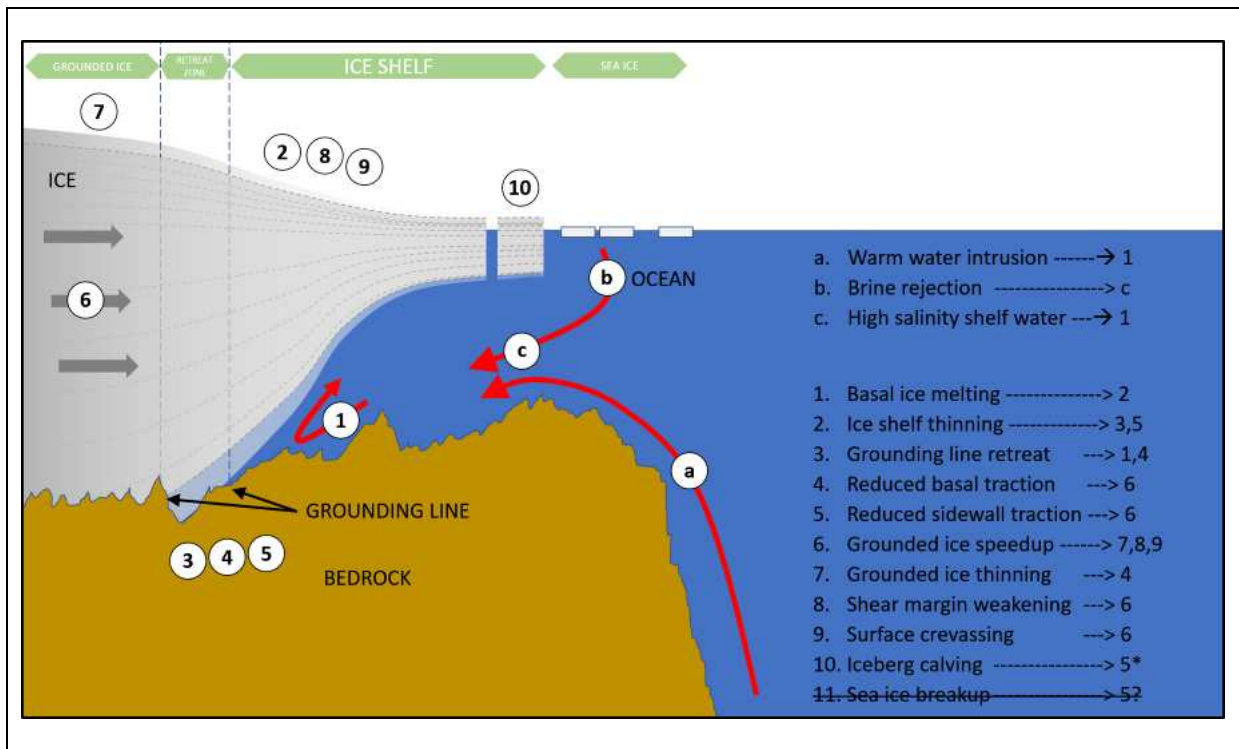 GROUNDED ICE
RETREAT
ZONE
ICE SHELF
SEA ICE
7
2
8
9
10
ICE
6
b
OCEAN
c
1
a
GROUNDING LINE
3
4
5
BEDROCK
a. Warm water intrusion ------→ 1
b. Brine rejection ----------------> c
c. High salinity shelf water ---→ 1
1. Basal ice melting --------------> 2
2. Ice shelf thinning -------------> 3,5
3. Grounding line retreat ---> 1,4
4. Reduced basal traction ---> 6
5. Reduced sidewall traction ---> 6
6. Grounded ice speedup ------> 7,8,9
7. Grounded ice thinning ---> 4
8. Shear margin weakening ---> 6
9. Surface crevassing ---> 6
10. Iceberg calving ----------------> 5*
11. Sea ice breakup----------------> 5?